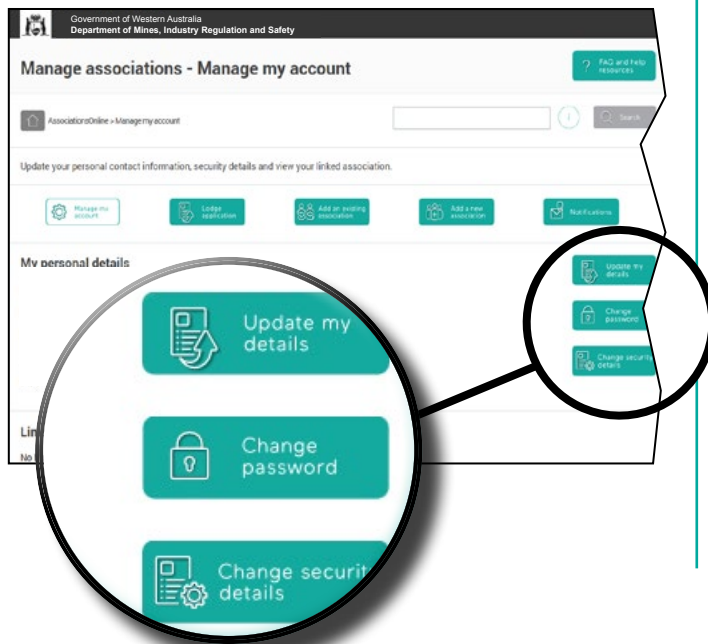 Government of Western Australia
Department of Mines, Industry Regulation and Safety
Manage associations - Manage my account
? FAQ and help
resources
AssociationsOnline > Manage my account
i
Search
Update your personal contact information, security details and view your linked association.
Manage my
account
Lodge
application
Add an existing
association
Add a new
association
Notifications
My personal details
Update my
details
Change
password
Change security
details
Update my
details
Change
password
Change securit
details
Lin
No l